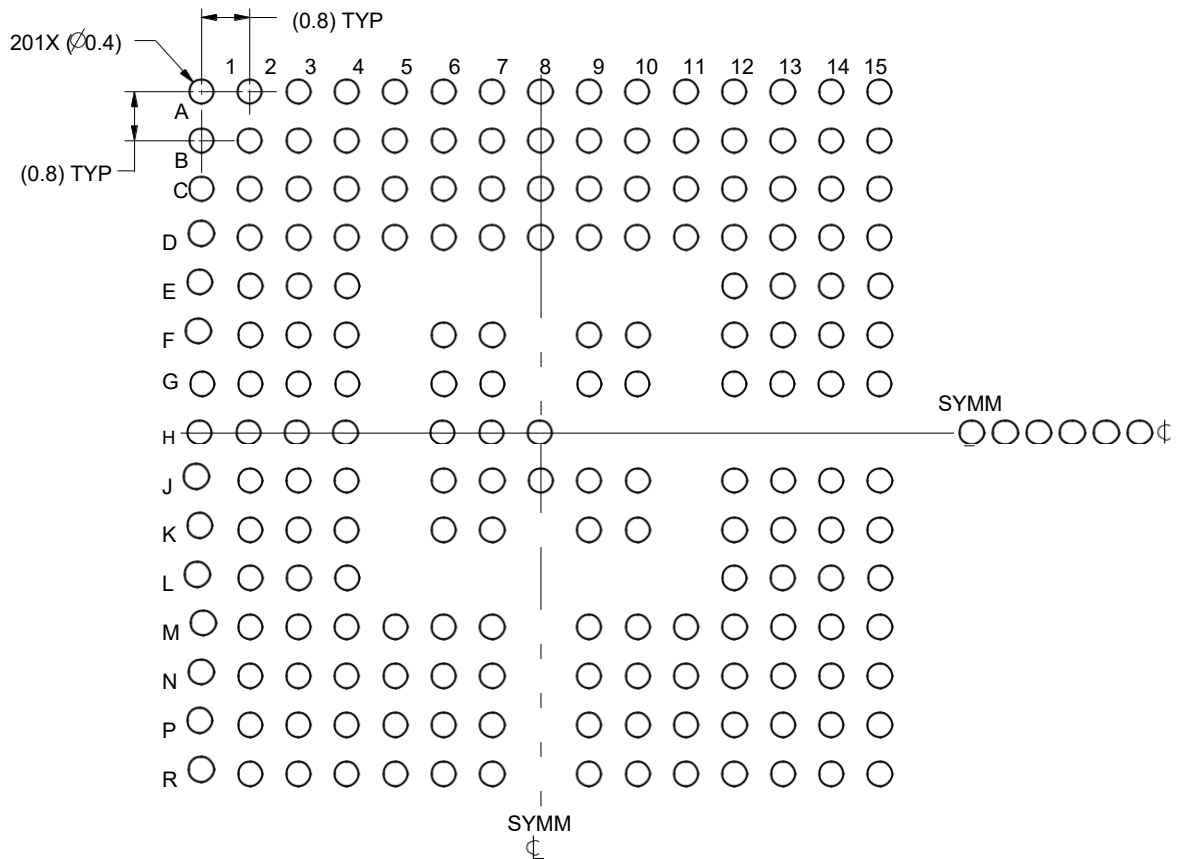 (0.8) TYP
201X (∅0.4)
1 2 3 4 5 6 7 8 9 10 11 12 13 14 15
A
B
(0.8) TYP
C
D
E
F
G
SYMM
H
℄
J
K
L
M
N
P
R
SYMM
℄